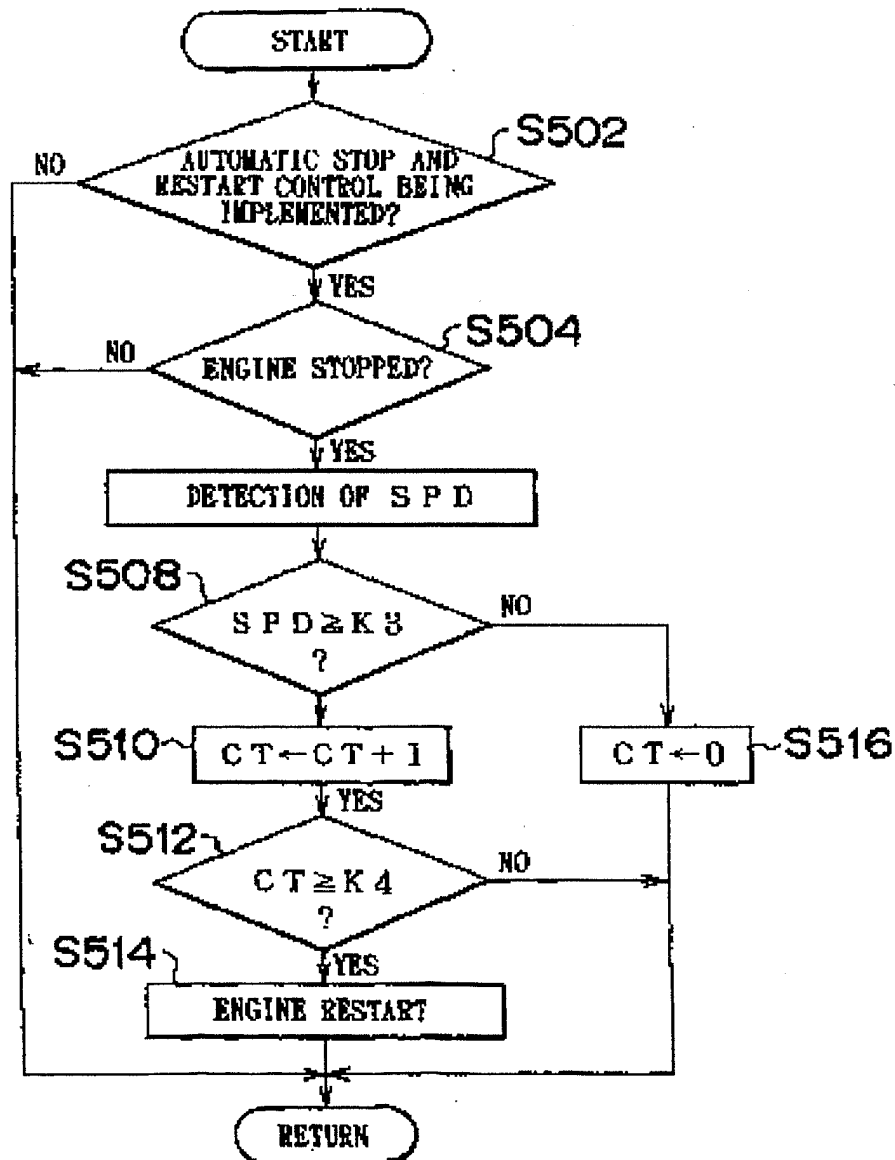 START
S502
NO
AUTOMATIC STOP AND
RESTART CONTROL BEING
IMPLEMENTED?
YES
S504
NO
ENGINE STOPPED?
YES
DETECTION OF SPD
S508
SPD≧K3
?
NO
S510
CT←CT+1
CT←0
S516
YES
S512
CT≧K4
?
NO
S514
YES
ENGINE RESTART
RETURN